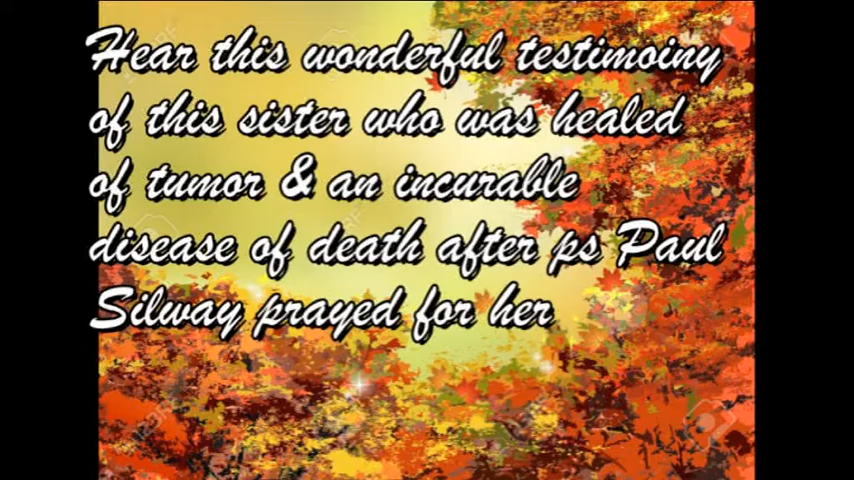 Hear this wonderful testimoiny
of this sister who was healed
of tumor & an incurable
disease of death after ps Paul
Silway prayed for her